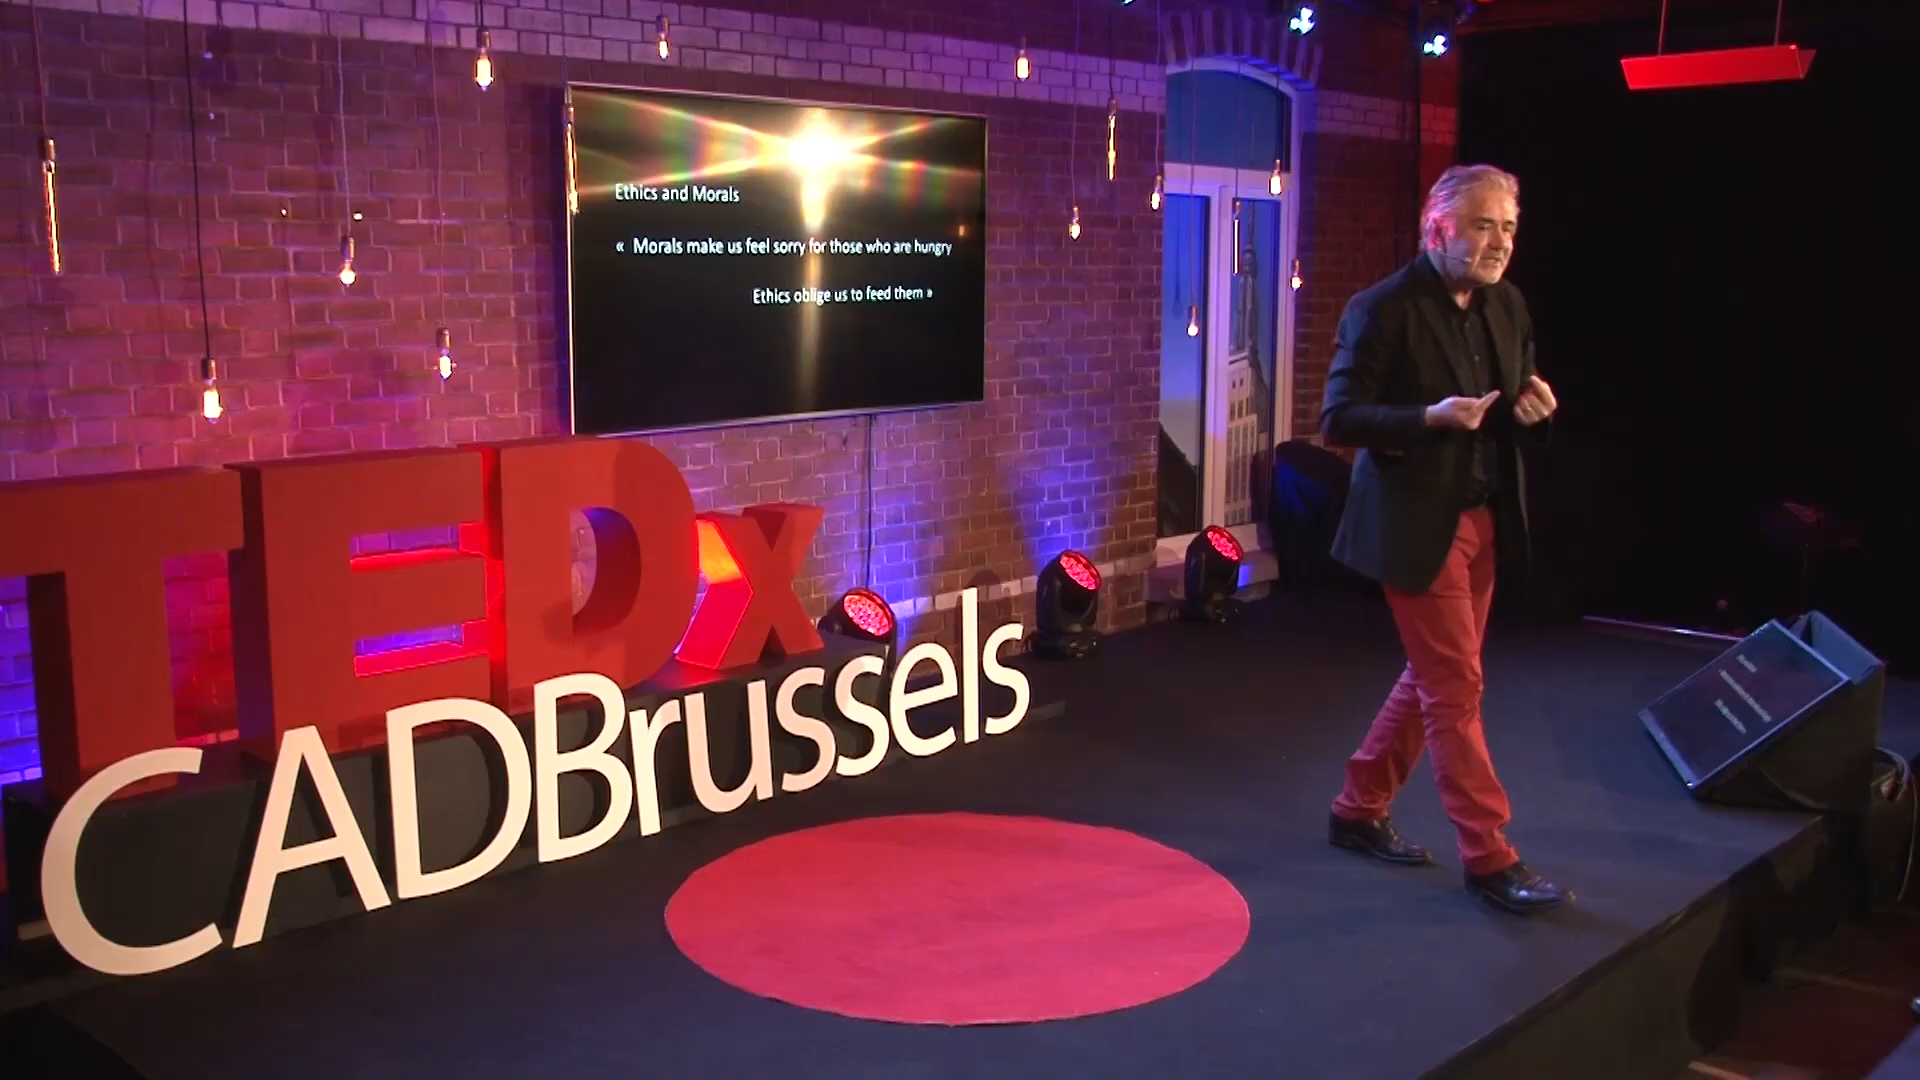 Ethics and Morals
« Morals make us feel sorry for those who are hungry
Ethics oblige us to feed them »
TEDx
CADBrussels